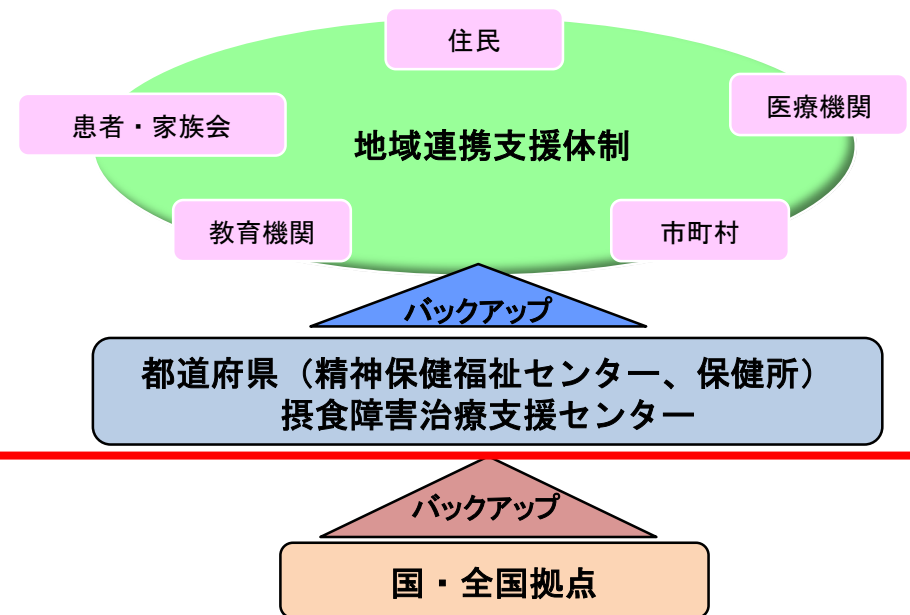 住民
医療機関
患者・家族会
地域連携支援体制
教育機関
市町村
バックアップ
都道府県（精神保健福祉センター、保健所）
摂食障害治療支援センター
バックアップ
国・全国拠点